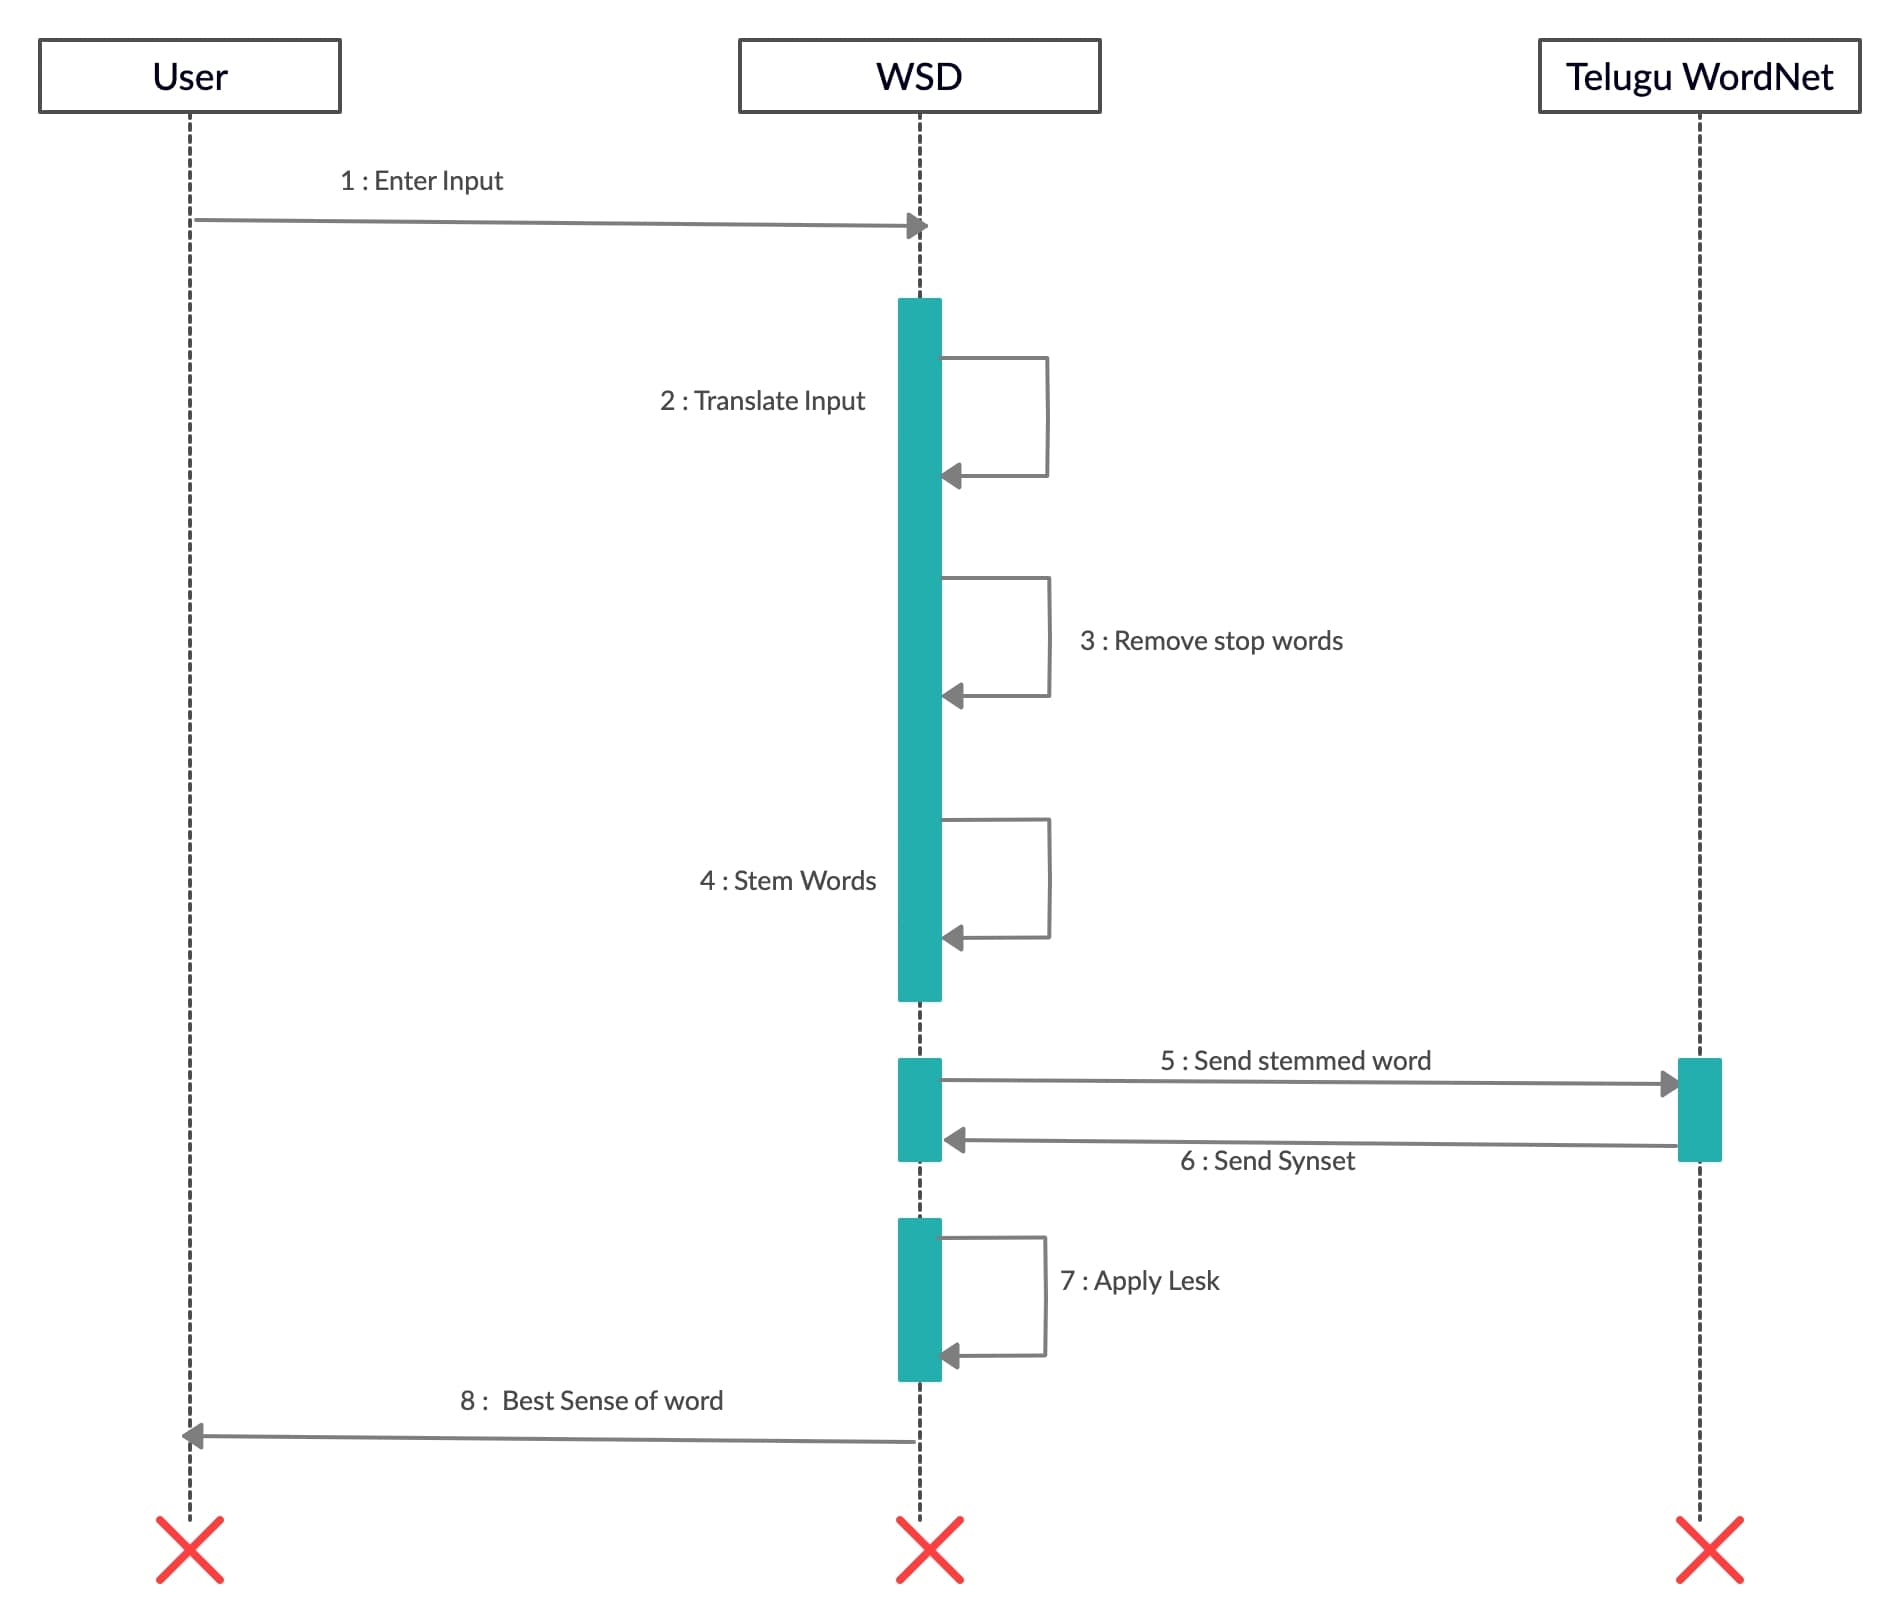 User
WSD
Telugu WordNet
1 : Enter Input
2 : Translate Input
3 : Remove stop words
4 : Stem Words
5 : Send stemmed word
6 : Send Synset
7 : Apply Lesk
8 :  Best Sense of word